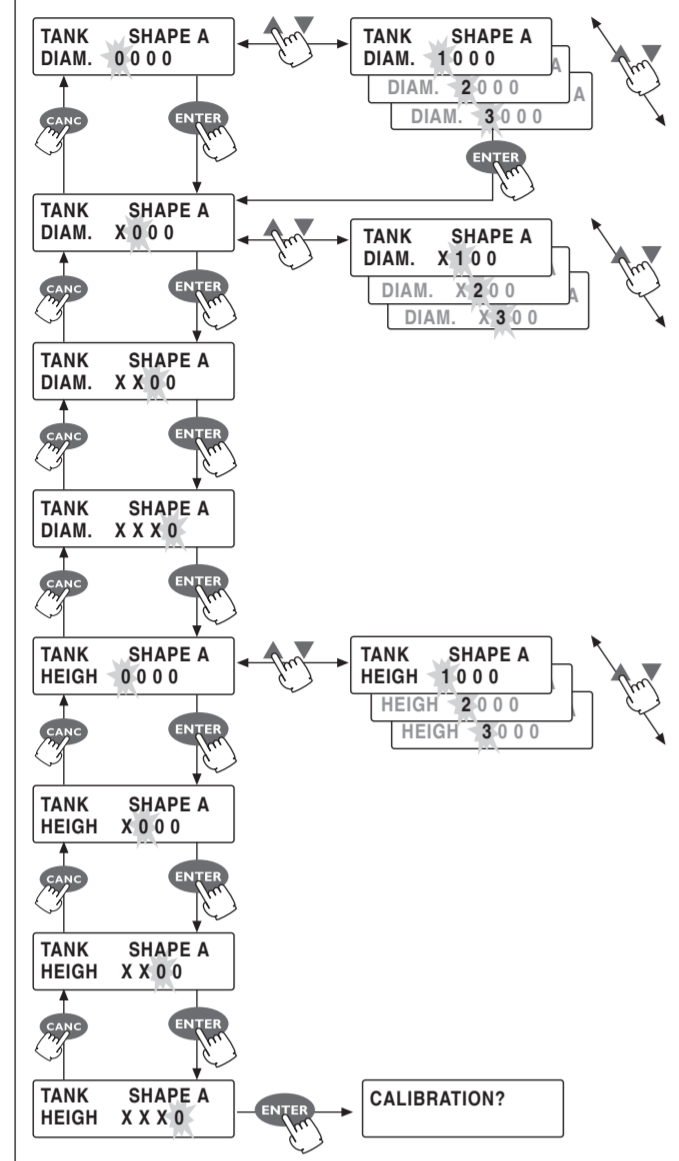 TANK SHAPE A
DIAM. 0 0 0 0
TANK SHAPE A
DIAM. 1 0 0 0
A
DIAM. 2 0 0 0
A
DIAM. 3 0 0 0
CANC
ENTER
ENTER
TANK SHAPE A
DIAM. X 0 0 0
TANK SHAPE A
DIAM. X 1 0 0
DIAM. X 2 0 0
A
DIAM. X 3 0 0
CANC
ENTER
TANK SHAPE A
DIAM. X X 0 0
CANC
ENTER
TANK SHAPE A
DIAM. X X X 0
CANC
ENTER
TANK SHAPE A
HEIGH 0 0 0 0
TANK SHAPE A
HEIGH 1 0 0 0
HEIGH 2 0 0 0
HEIGH 3 0 0 0
CANC
ENTER
TANK SHAPE A
HEIGH X 0 0 0
CANC
ENTER
TANK SHAPE A
HEIGH X X 0 0
CANC
ENTER
TANK SHAPE A
HEIGH X X X 0
ENTER
CALIBRATION?